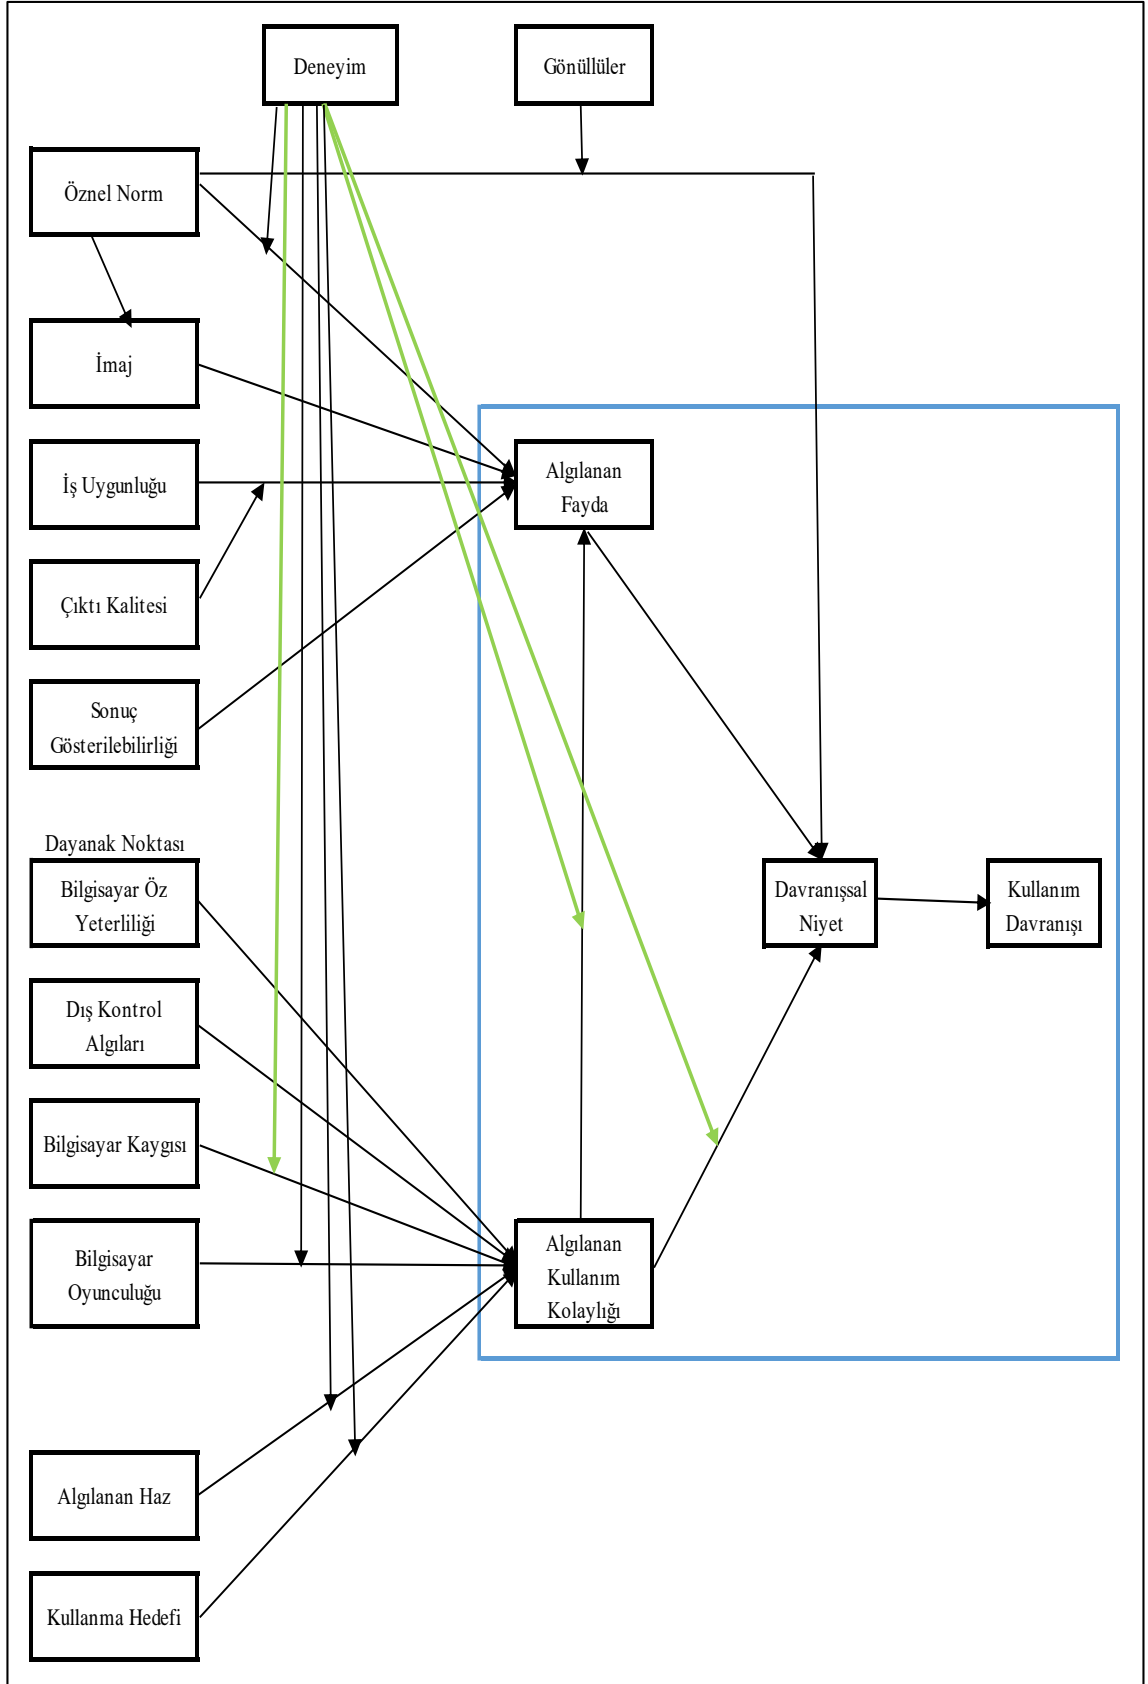 Deneyim
Gönüllüler
Öznel Norm
İmaj
İş Uygunluğu
Algılanan
Fayda
Çıktı Kalitesi
Sonuç
Gösterilebilirliği
Dayanak Noktası
Bilgisayar Öz
Yeterliliği
Davranışsal
Niyet
Kullanım
Davranışı
Dış Kontrol
Algıları
Bilgisayar Kaygısı
Bilgisayar
Oyunculuğu
Algılanan
Kullanım
Kolaylığı
Algılanan Haz
Kullanma Hedefi